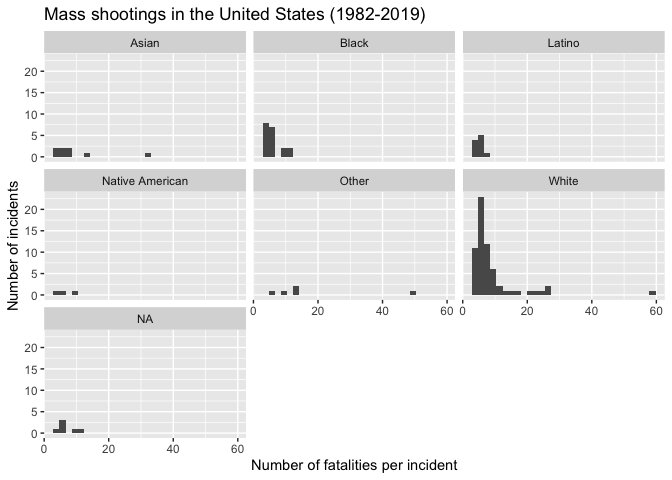 Mass shootings in the United States (1982-2019)
Asian Black Latino
20
15
10
5
0
Native American Other White
20
15
10
5
0
NA 0 20 40 60 0 20 40 60
20
15
10
5
0
0 20 40 60
Number of incidents
Number of fatalities per incident